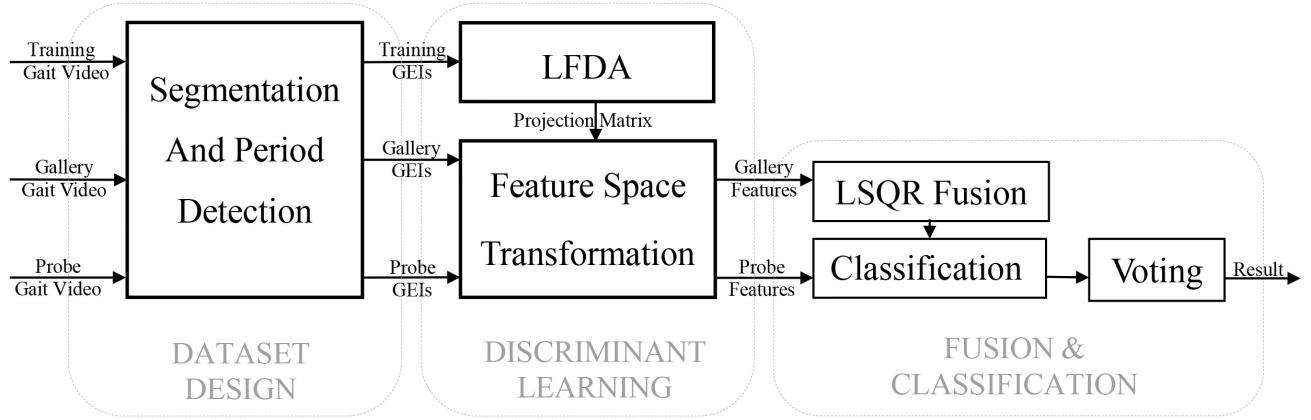 Training
Gait Video
Gallery
Gait Video
Probe
Gait Video
Segmentation
And Period
Detection
DATASET
DESIGN
Training
GEIs
Gallery
GEIs
Probe
GEIs
LFDA
Projection Matrix
Feature Space
Transformation
DISCRIMINANT
LEARNING
Gallery
Features
Probe
Features
LSQR Fusion
Classification
Voting
Result
FUSION &
CLASSIFICATION